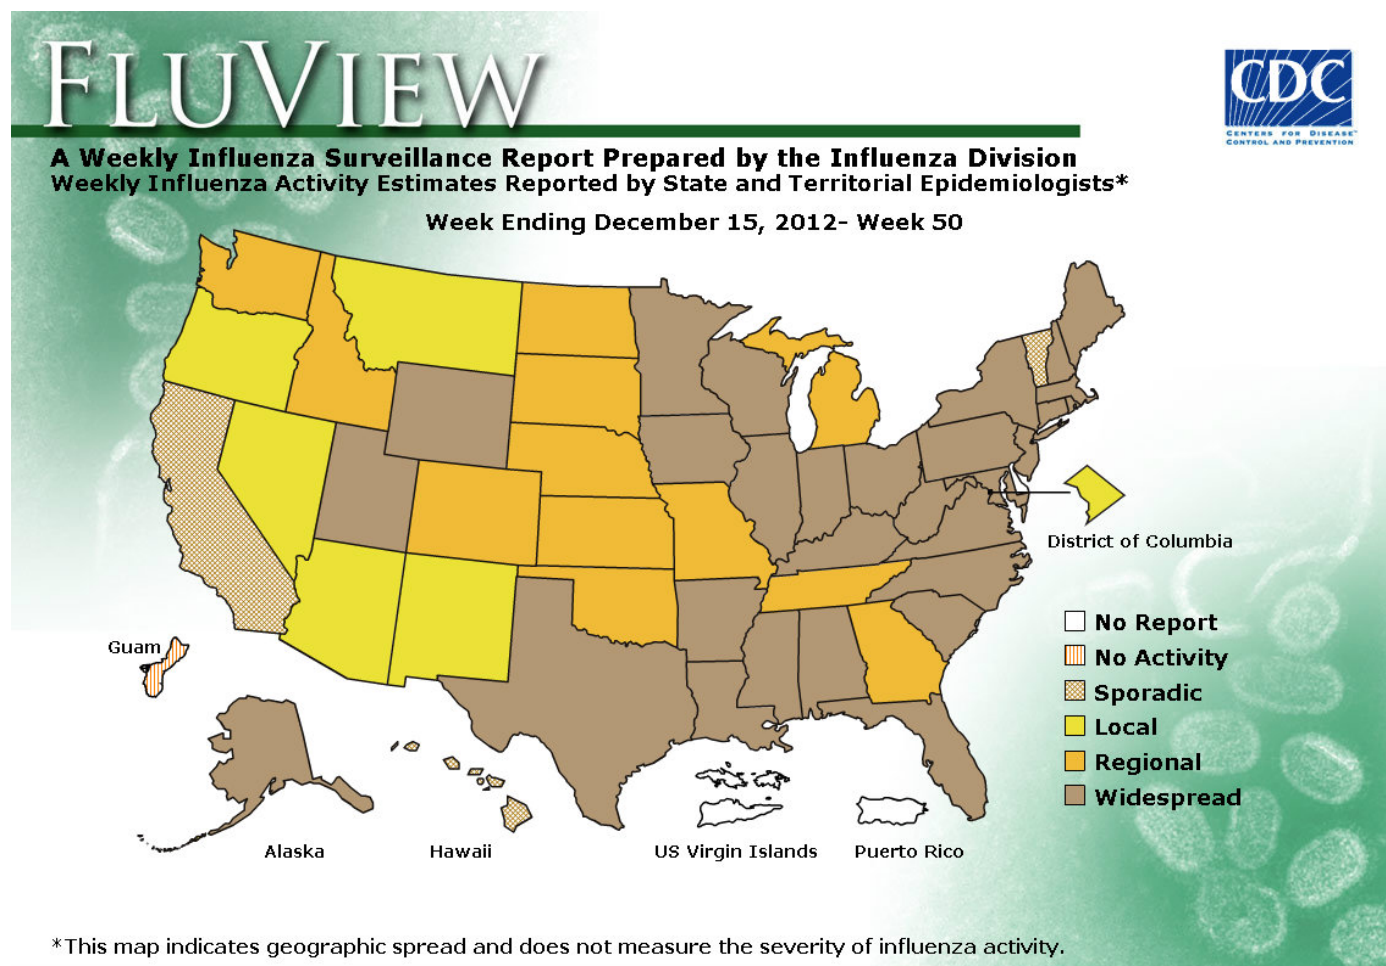 FLUVIEW
CDC
CENTERS FOR DISEASE™
CONTROL AND PREVENTION
A Weekly Influenza Surveillance Report Prepared by the Influenza Division
Weekly Influenza Activity Estimates Reported by State and Territorial Epidemiologists*
Week Ending December 15, 2012- Week 50
District of Columbia
No Report
Guam
No Activity
Sporadic
Local
Regional
Widespread
Alaska
Hawaii
US Virgin Islands
Puerto Rico
*This map indicates geographic spread and does not measure the severity of influenza activity.